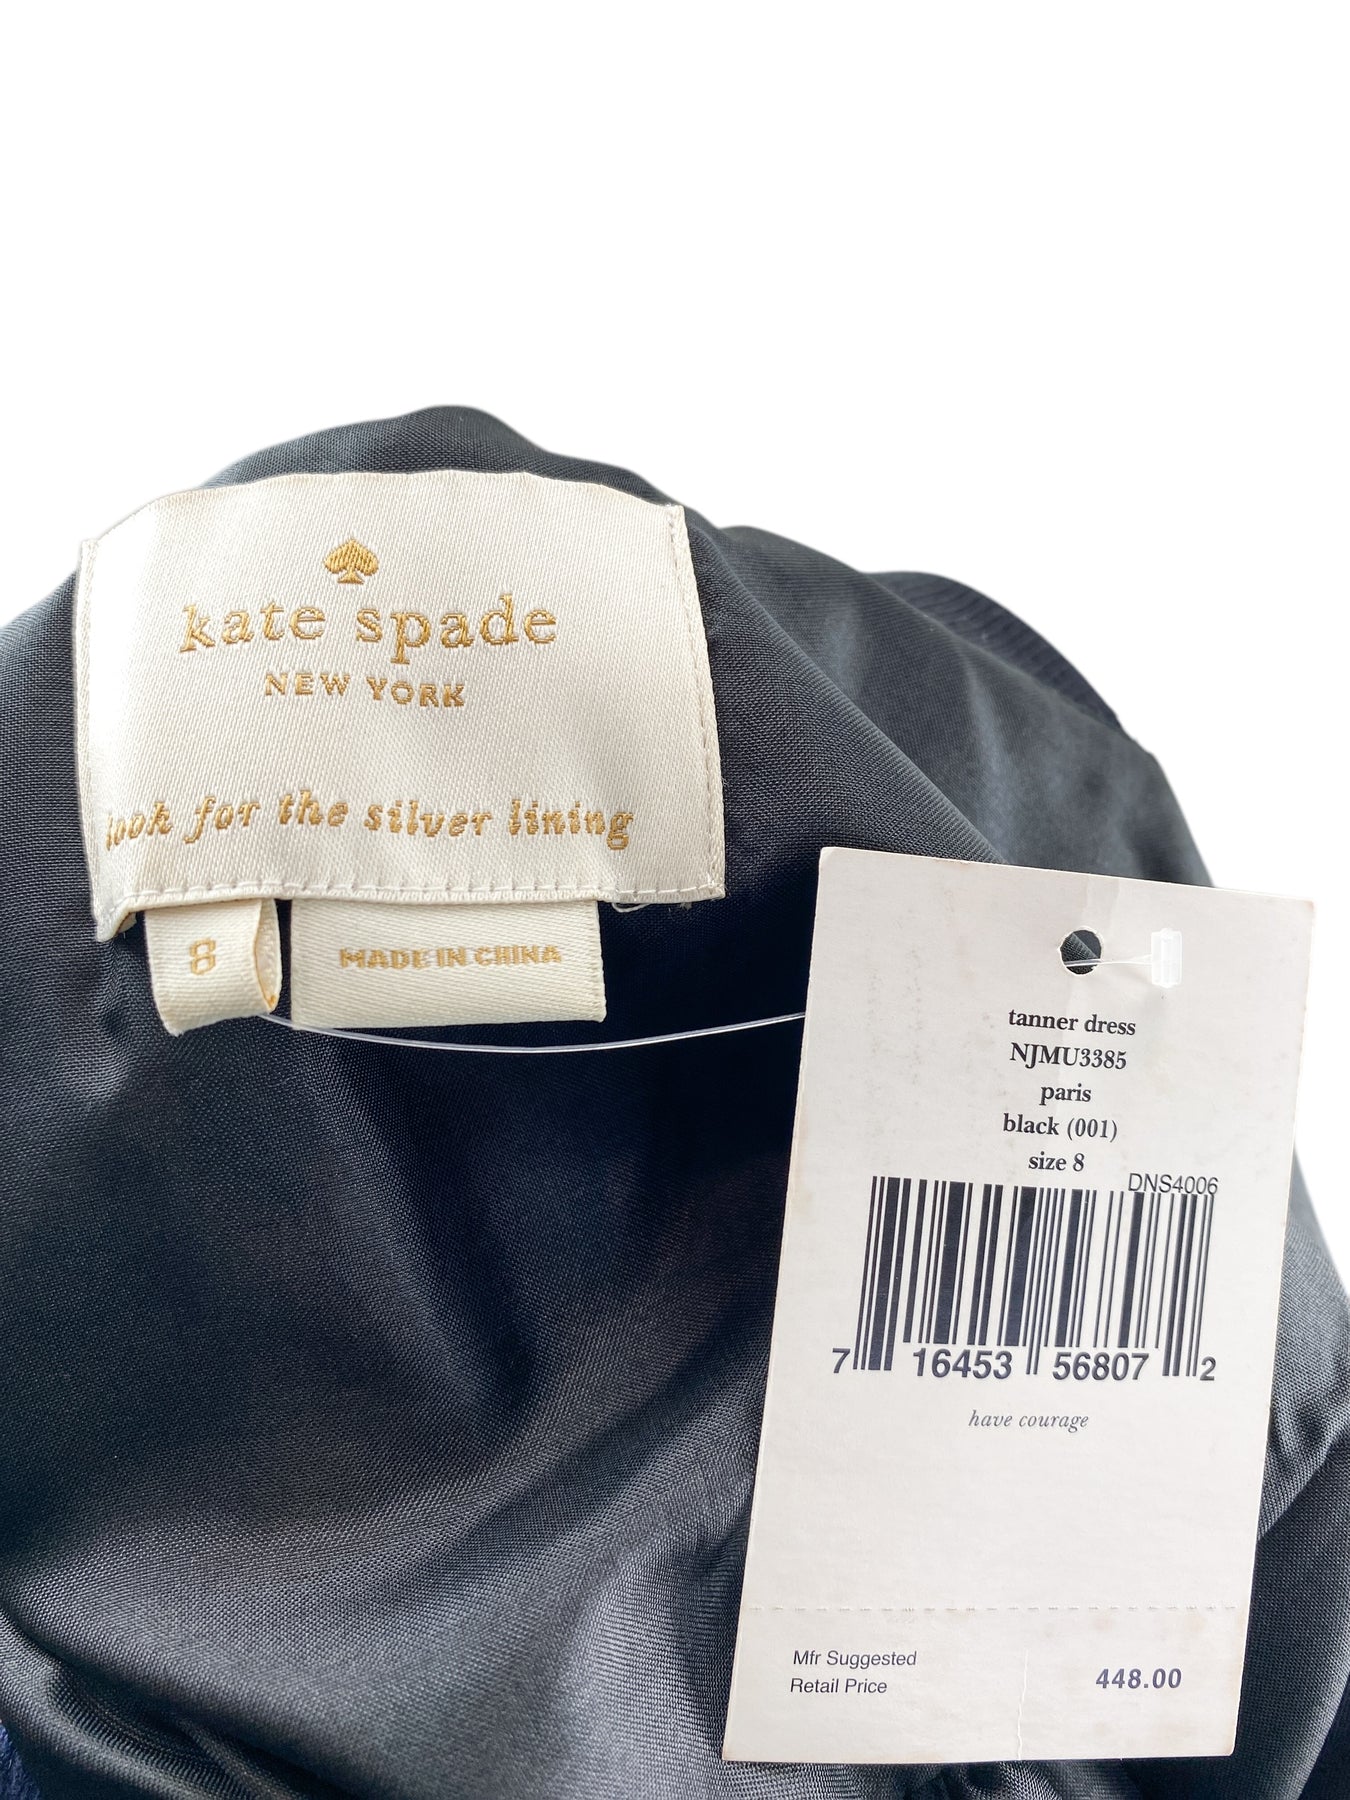 kate spade
NEW YORK
look for the silver lining
8
MADE IN CHINA
tanner dress
NJMU3385
paris
black (001)
size 8
DNS4006
7 16453 56807 2
have courage
Mfr Suggested
Retail Price
448.00